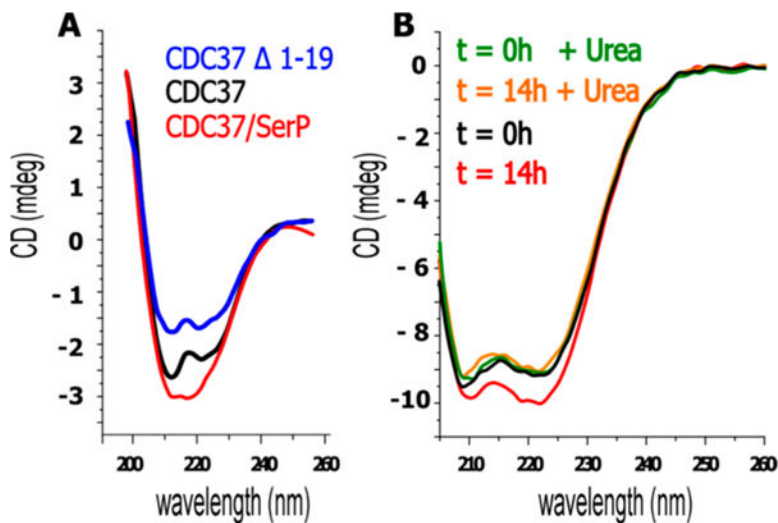 A
CDC37 Δ 1-19
CDC37
CDC37/SerP
CD (mdeg)
3
2
1
0
- 1
-2
-3
200
220
240
260
wavelength (nm)
B
t = 0h + Urea
t = 14h + Urea
t = 0h
t = 14h
CD (mdeg)
0
- 2
- 4
- 6
-8
-10
210
220
230
240
250
260
wavelength (nm)